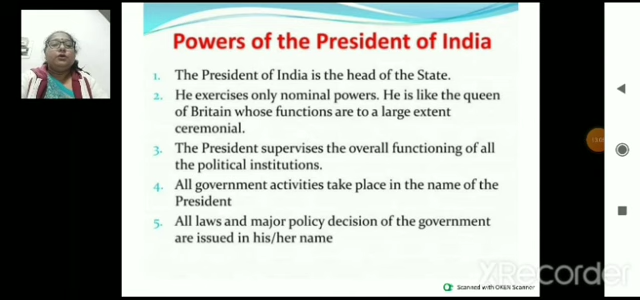 Powers of the President of India
1. The President of India is the head of the State.
2. He exercises only nominal powers. He is like the queen
of Britain whose functions are to a large extent
ceremonial.
3. The President supervises the overall functioning of all
the political institutions.
4. All government activities take place in the name of the
President
5. All laws and major policy decision of the government
are issued in his/her name
XRecorder
Scanned with OKEN Scanner